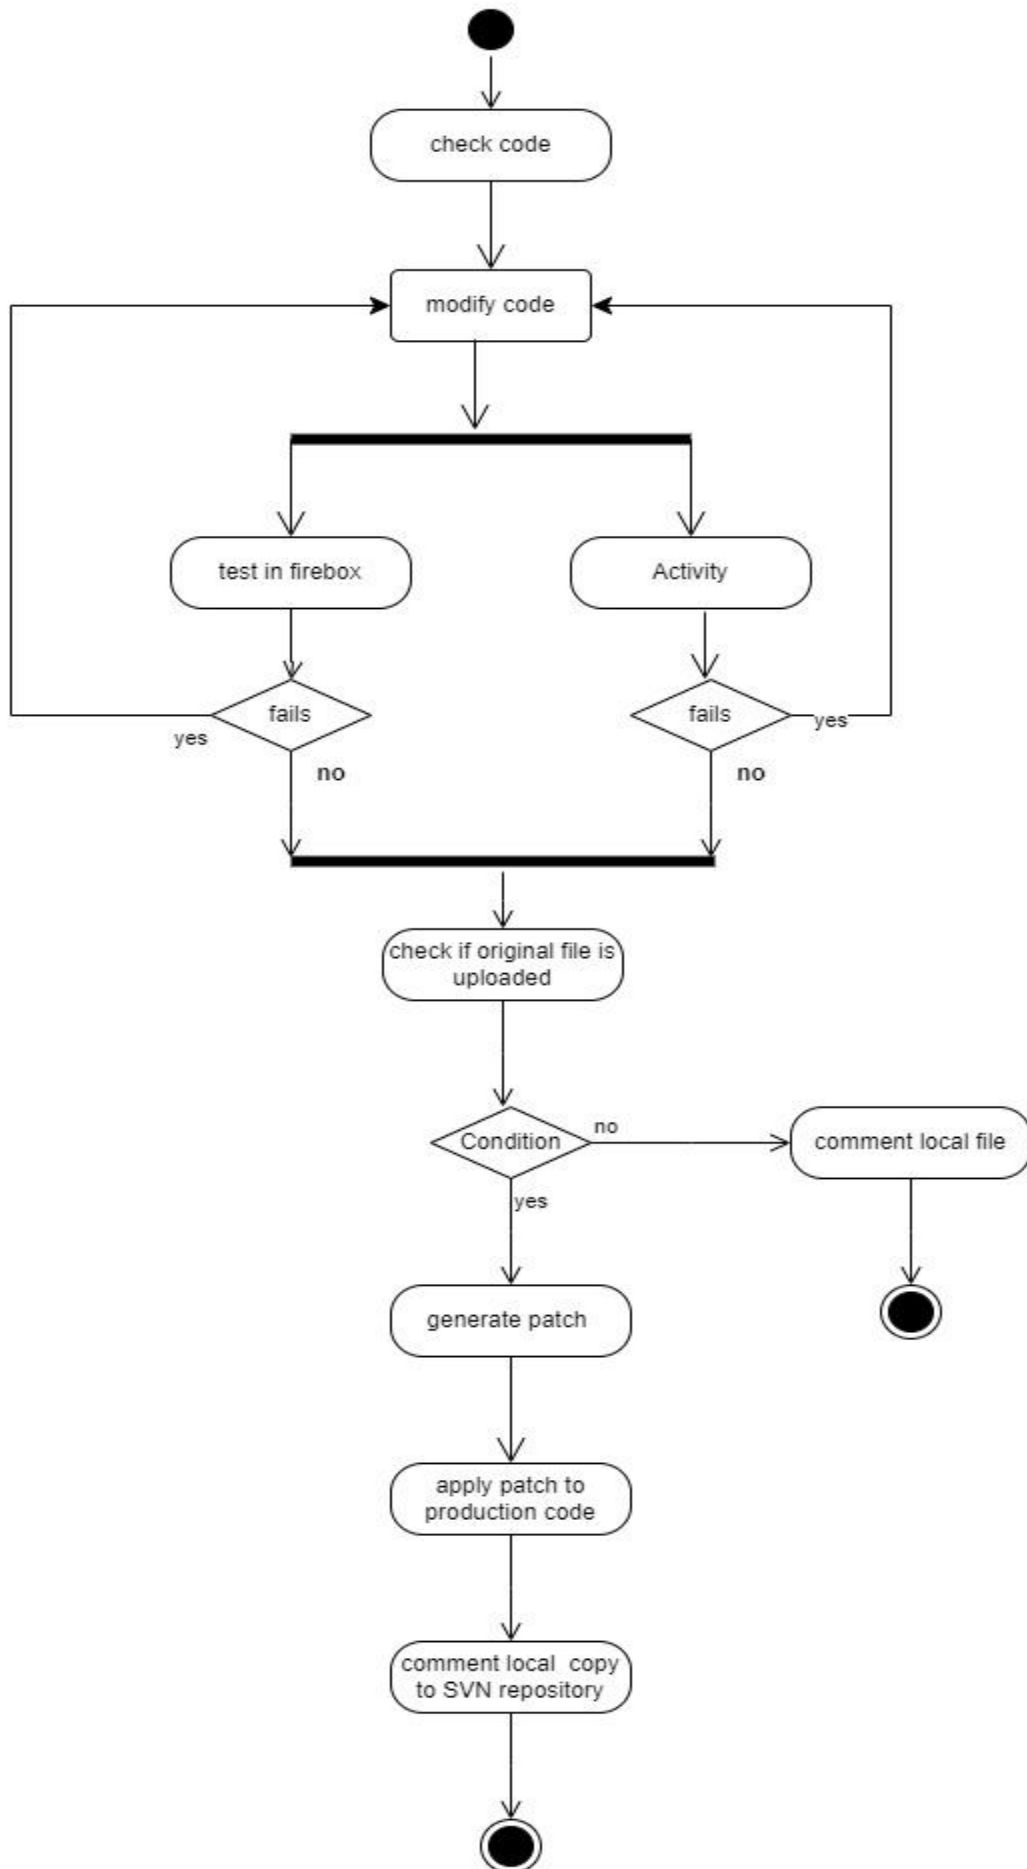 check code
modify code
test in firebox
Activity
fails
fails
yes
yes
no
no
check if original file is
uploaded
Condition
no
comment local file
yes
generate patch
apply patch to
production code
comment local  copy
to SVN repository